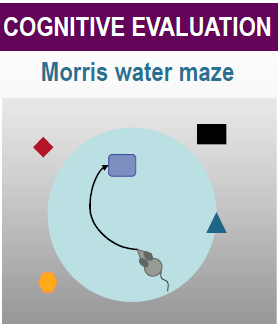 COGNITIVE EVALUATION
Morris water maze